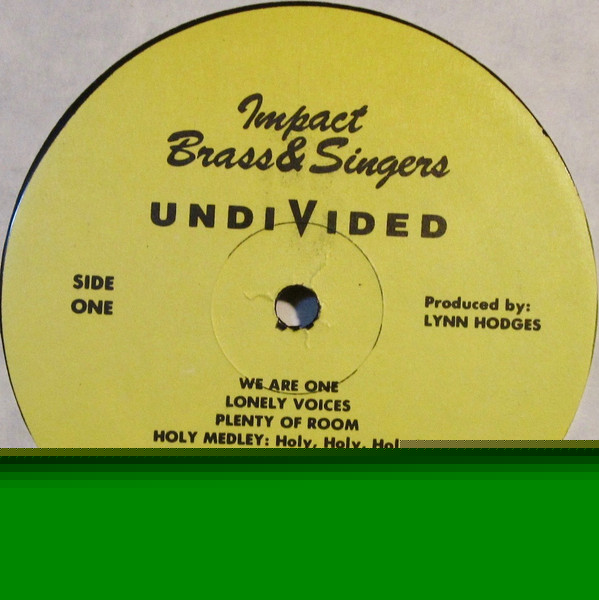 Impact
Brass & Singers
UNDIVIDED
SIDE
ONE
Produced by:
LYNN HODGES
WE ARE ONE
LONELY VOICES
PLENTY OF ROOM
HOLY MEDLEY: Holy, Holy,